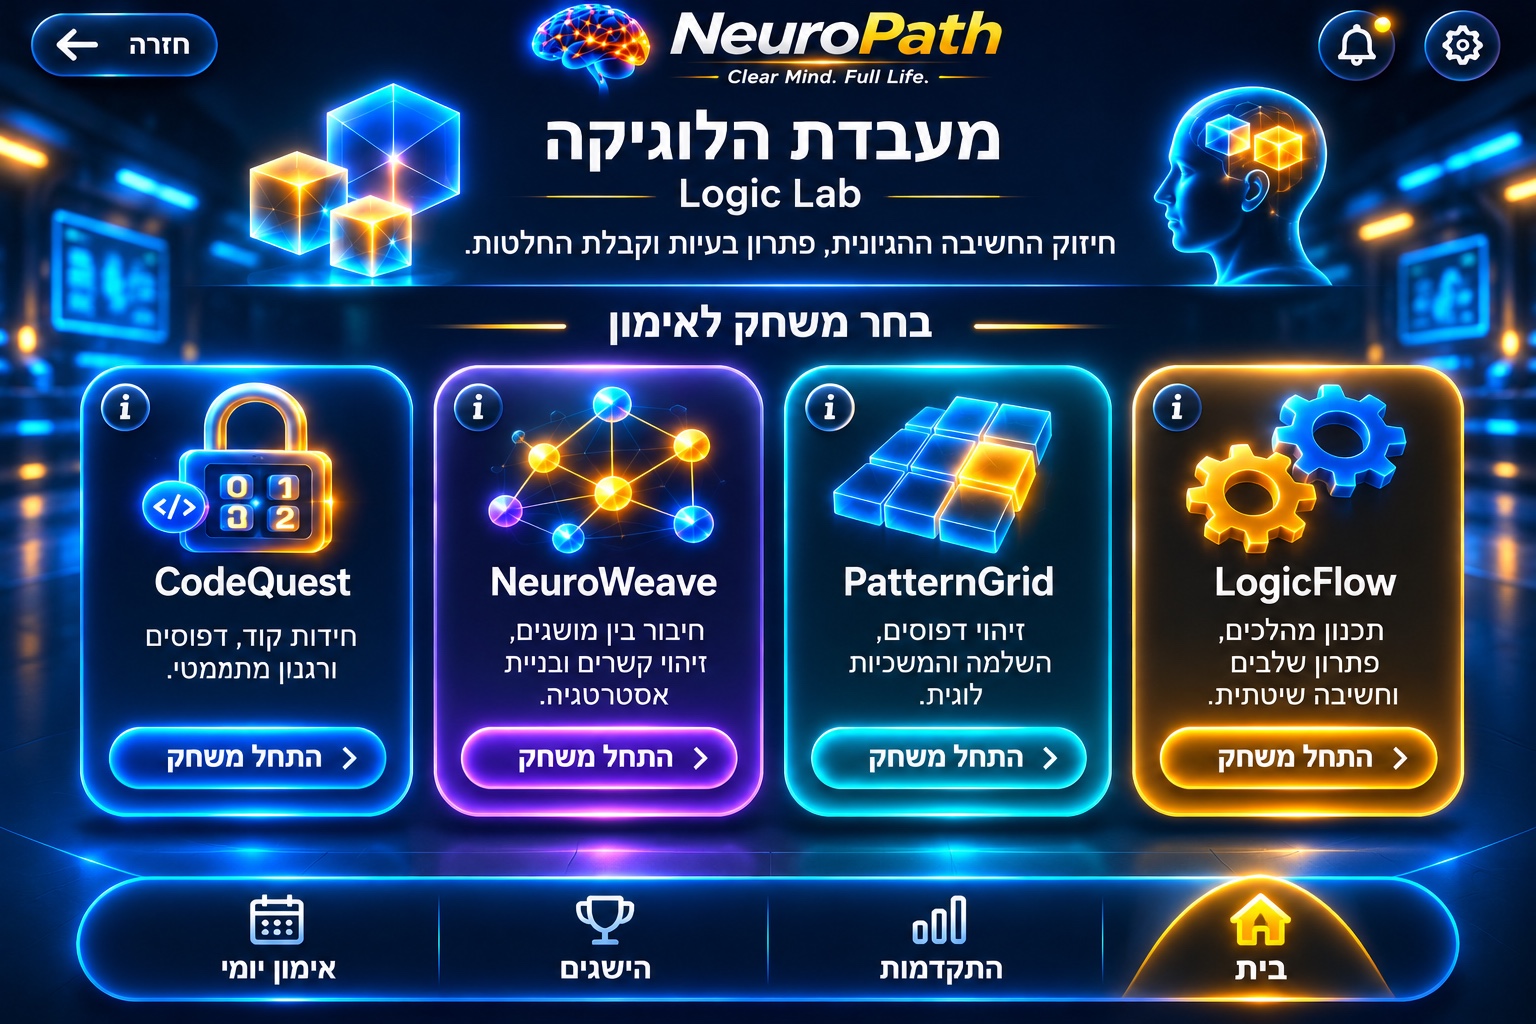 חזרה
NeuroPath
Clear Mind. Full Life.
מעבדת הלוגיקה
Logic Lab
חיזוק החשיבה ההגיונית, פתרון בעיות וקבלת החלטות.
בחר משחק לאימון
i
LogicFlow
תכנון מהלכים,
פתרון שלבים
וחשיבה שיטתית.
התחל משחק
i
PatternGrid
זיהוי דפוסים,
השלמה והמשכיות
לוגית.
התחל משחק
i
NeuroWeave
חיבור בין מושגים,
זיהוי קשרים ובניית
אסטרטגיה.
התחל משחק
i
</>
0 1
3 2
CodeQuest
חידות קוד, דפוסים
ורגנון מתממטי.
התחל משחק
בית
התקדמות
הישגים
אימון יומי